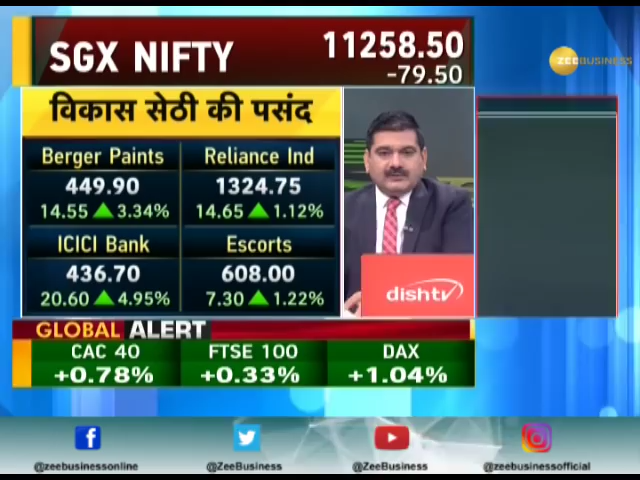 SGX NIFTY
11258.50
-79.50
ZEEBUSINESS
विकास सेठी की पसंद
Berger Paints
449.90
14.55 ▲ 3.34%
Reliance Ind
1324.75
14.65 ▲ 1.12%
ICICI Bank
436.70
20.60 ▲ 4.95%
Escorts
608.00
7.30 ▲ 1.22%
dishtv
GLOBAL ALERT
CAC 40
+0.78%
FTSE 100
+0.33%
DAX
+1.04%
@zeebusinessonline
@ZeeBusiness
@ZeeBusiness
@zeebusinessofficial